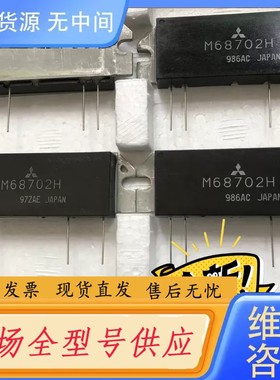 货源 无中间
M68702H
986AC
M68702H
97ZAE JAPAN
M68702H
986AC JAPAN
发票 现货直发 售后无忧
场全型号供应
维
咨